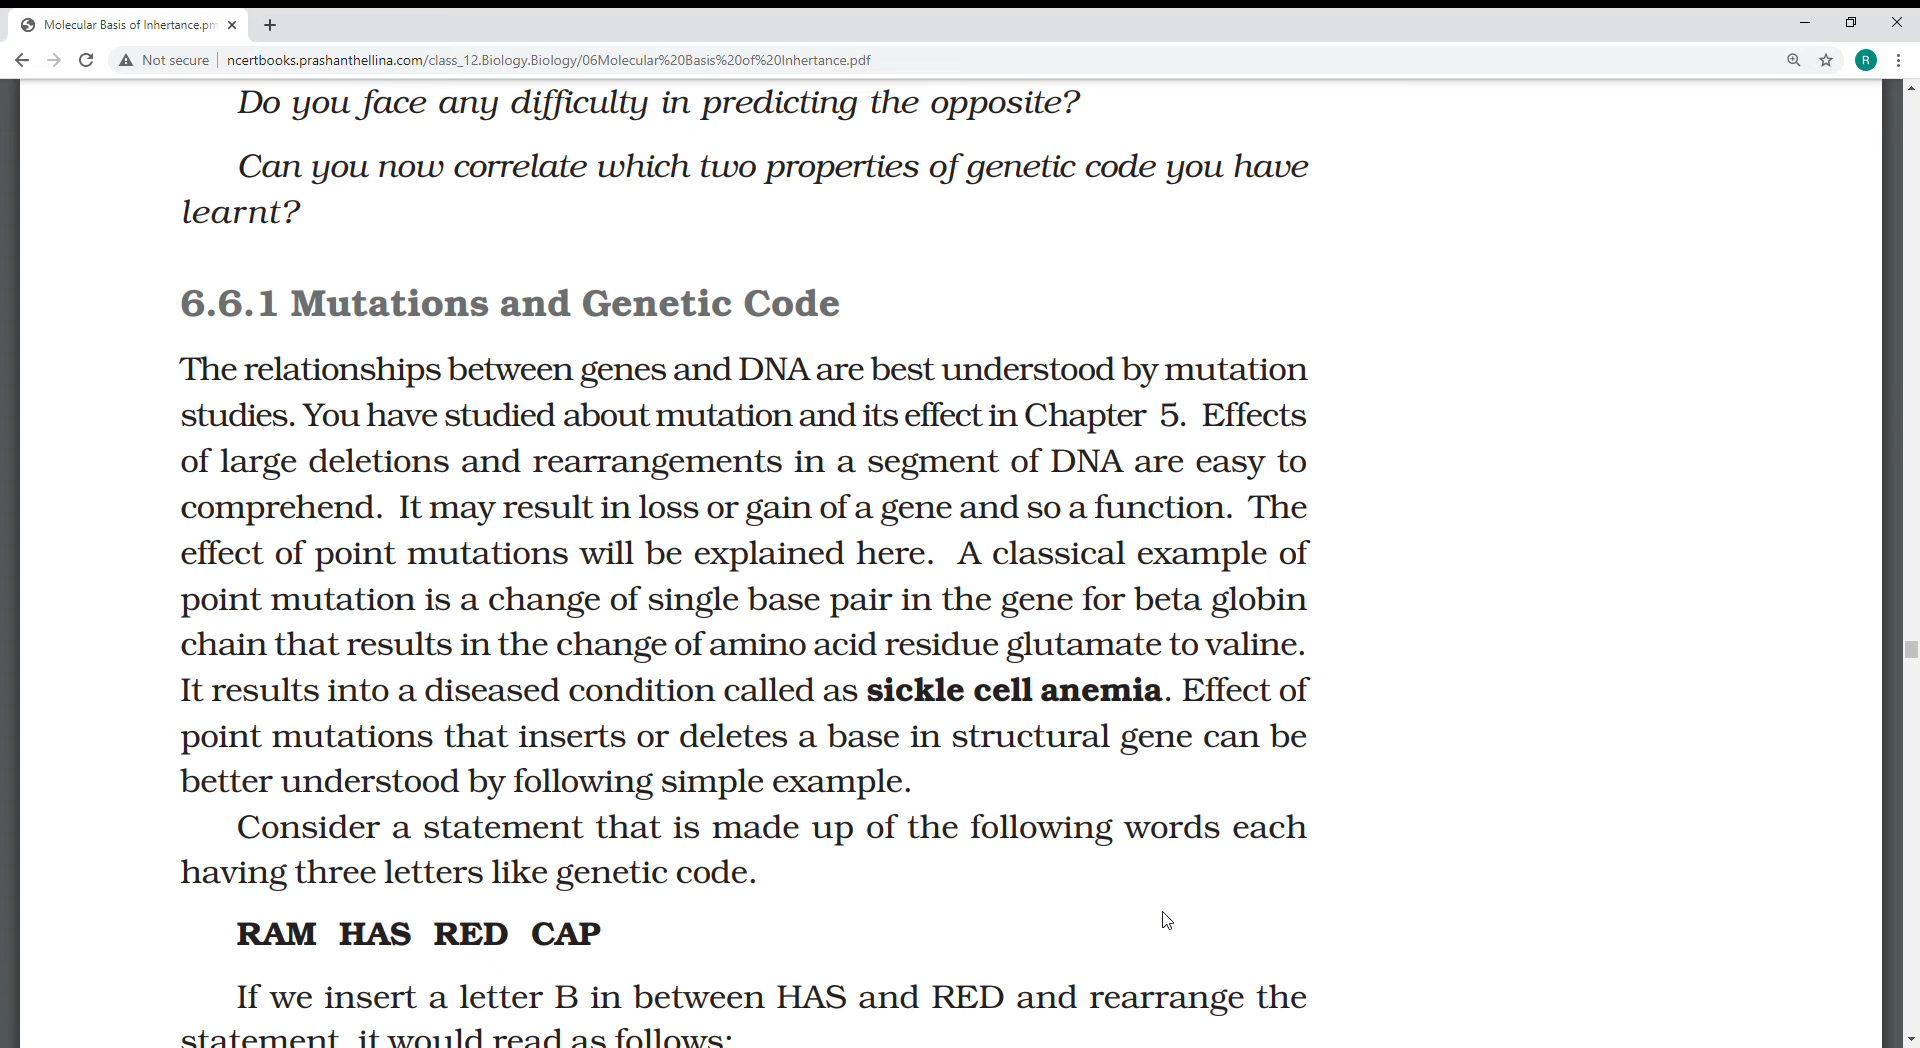 Molecular Basis of Inhertance.pm
Not secure
ncertbooks.prashanthellina.com/class_12.Biology.Biology/06Molecular%20Basis%20of%20Inhertance.pdf
R
Do you face any difficulty in predicting the opposite?
Can you now correlate which two properties of genetic code you have
learnt?
6.6.1 Mutations and Genetic Code
The relationships between genes and DNA are best understood by mutation
studies. You have studied about mutation and its effect in Chapter 5. Effects
of large deletions and rearrangements in a segment of DNA are easy to
comprehend. It may result in loss or gain of a gene and so a function. The
effect of point mutations will be explained here. A classical example of
point mutation is a change of single base pair in the gene for beta globin
chain that results in the change of amino acid residue glutamate to valine.
It results into a diseased condition called as sickle cell anemia. Effect of
point mutations that inserts or deletes a base in structural gene can be
better understood by following simple example.
Consider a statement that is made up of the following words each
having three letters like genetic code.
RAM HAS RED CAP
If we insert a letter B in between HAS and RED and rearrange the
statement, it would read as follows: